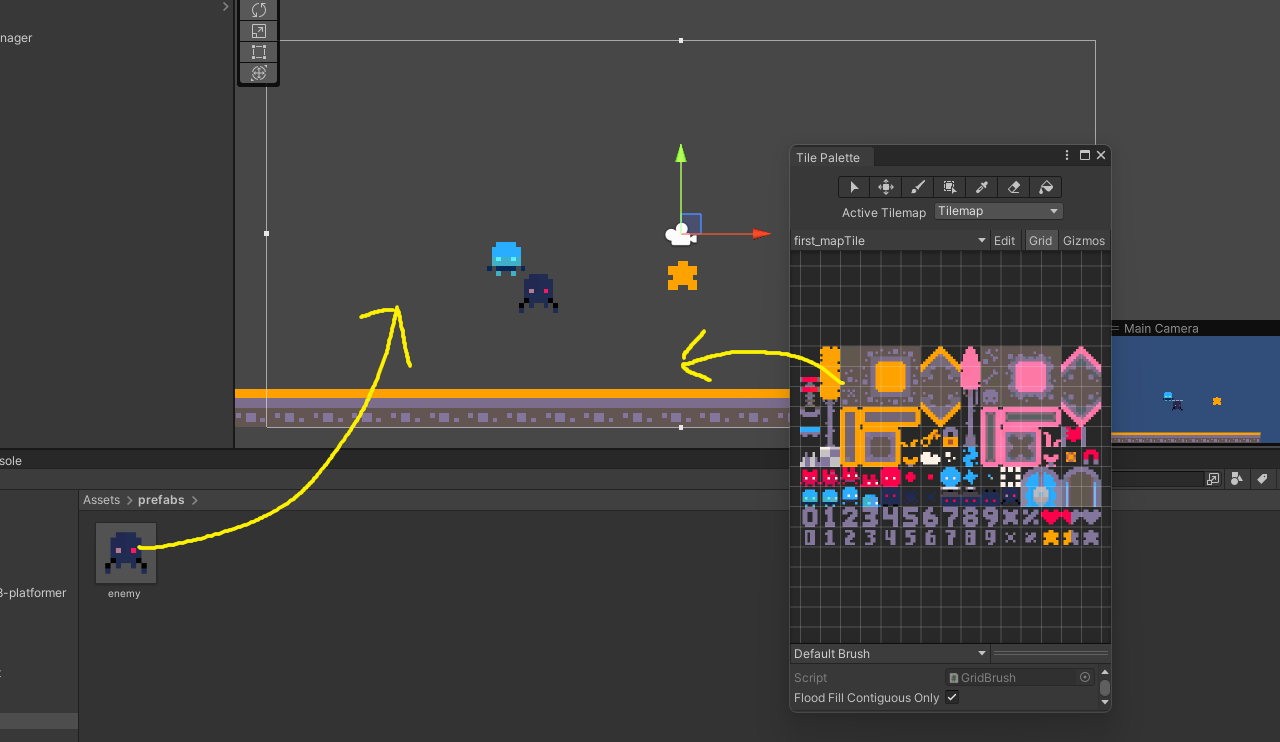 nager
Tile Palette
Active Tilemap Tilemap
first_mapTile Edit Grid Gizmos
Main Camera
sole
Assets > prefabs >
enemy
3-platformer
0 1 2 3 4 5 6 7 8 9
0 1 2 3 4 5 6 7 8 9
Default Brush
Script GridBrush
Flood Fill Contiguous Only